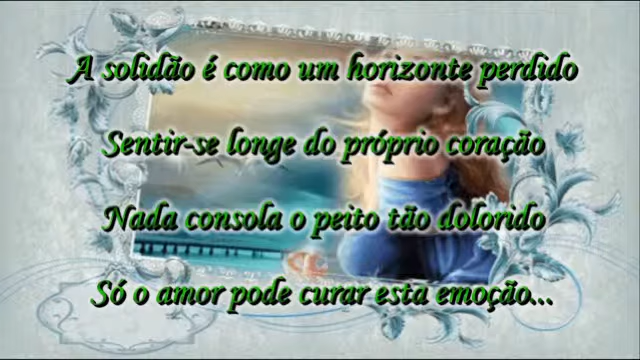 A solidão é como um horizonte perdido
Sentir-se longe do próprio coração
Nada consola o peito tão dolorido
Só o amor pode curar esta emoção...